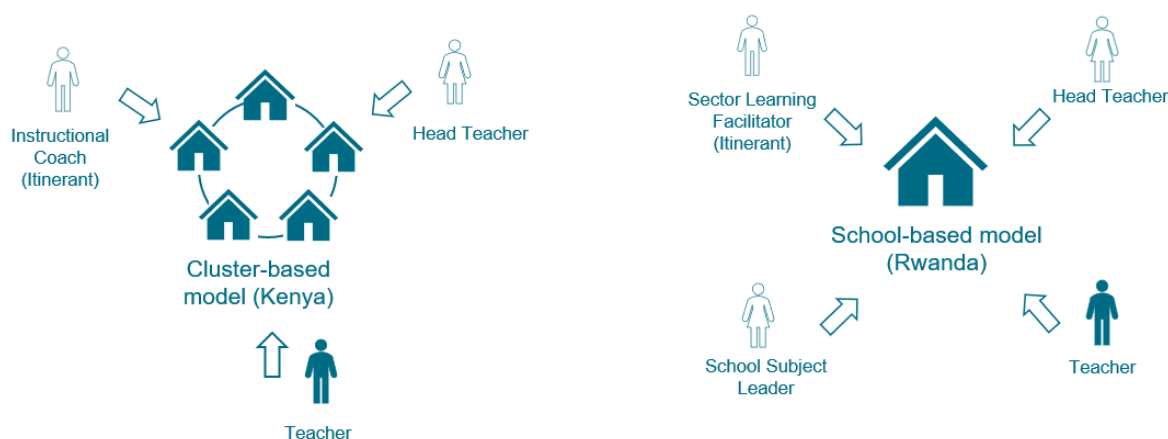 Instructional
Coach
(Itinerant)
Head Teacher
Cluster-based
model (Kenya)
Teacher
Sector Learning
Facilitator
(Itinerant)
Head Teacher
School-based model
(Rwanda)
School Subject
Leader
Teacher